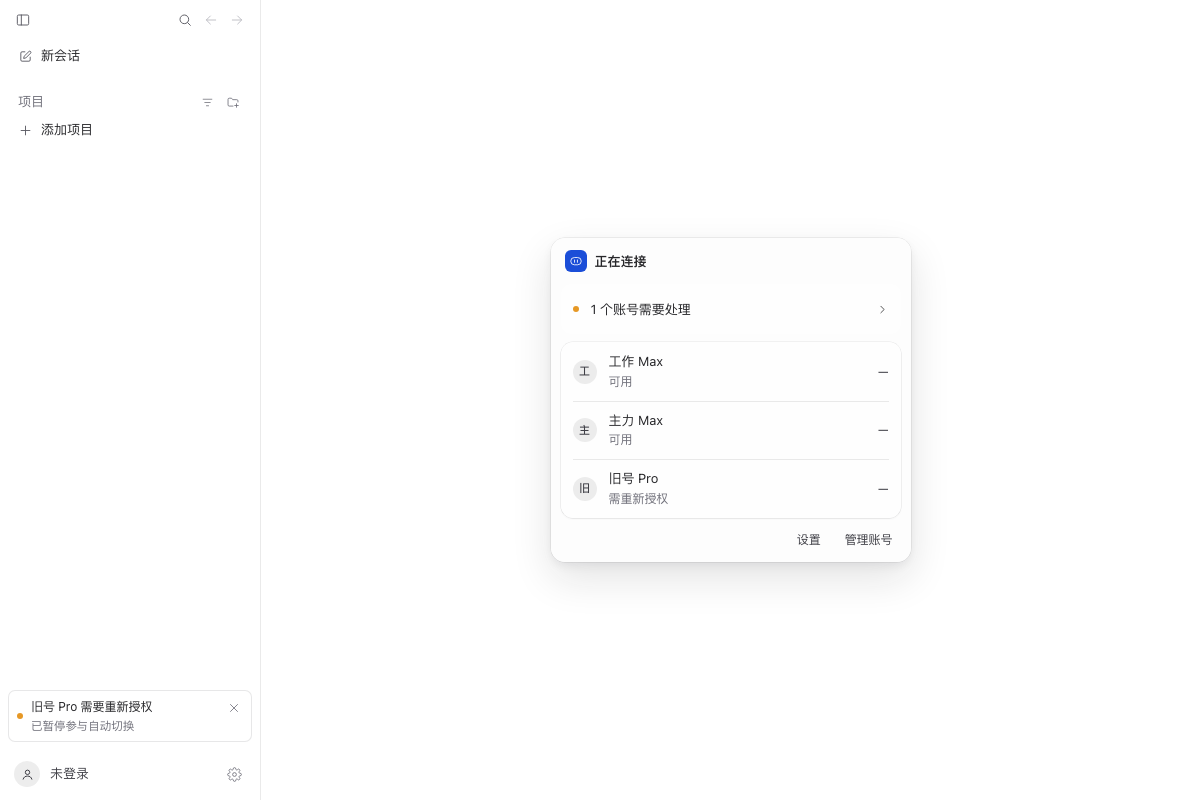 新会话
项目
添加项目
正在连接
1 个账号需要处理
工
工作 Max
可用
—
主
主力 Max
可用
—
旧
旧号 Pro
需重新授权
—
设置
管理账号
旧号 Pro 需要重新授权
已暂停参与自动切换
未登录